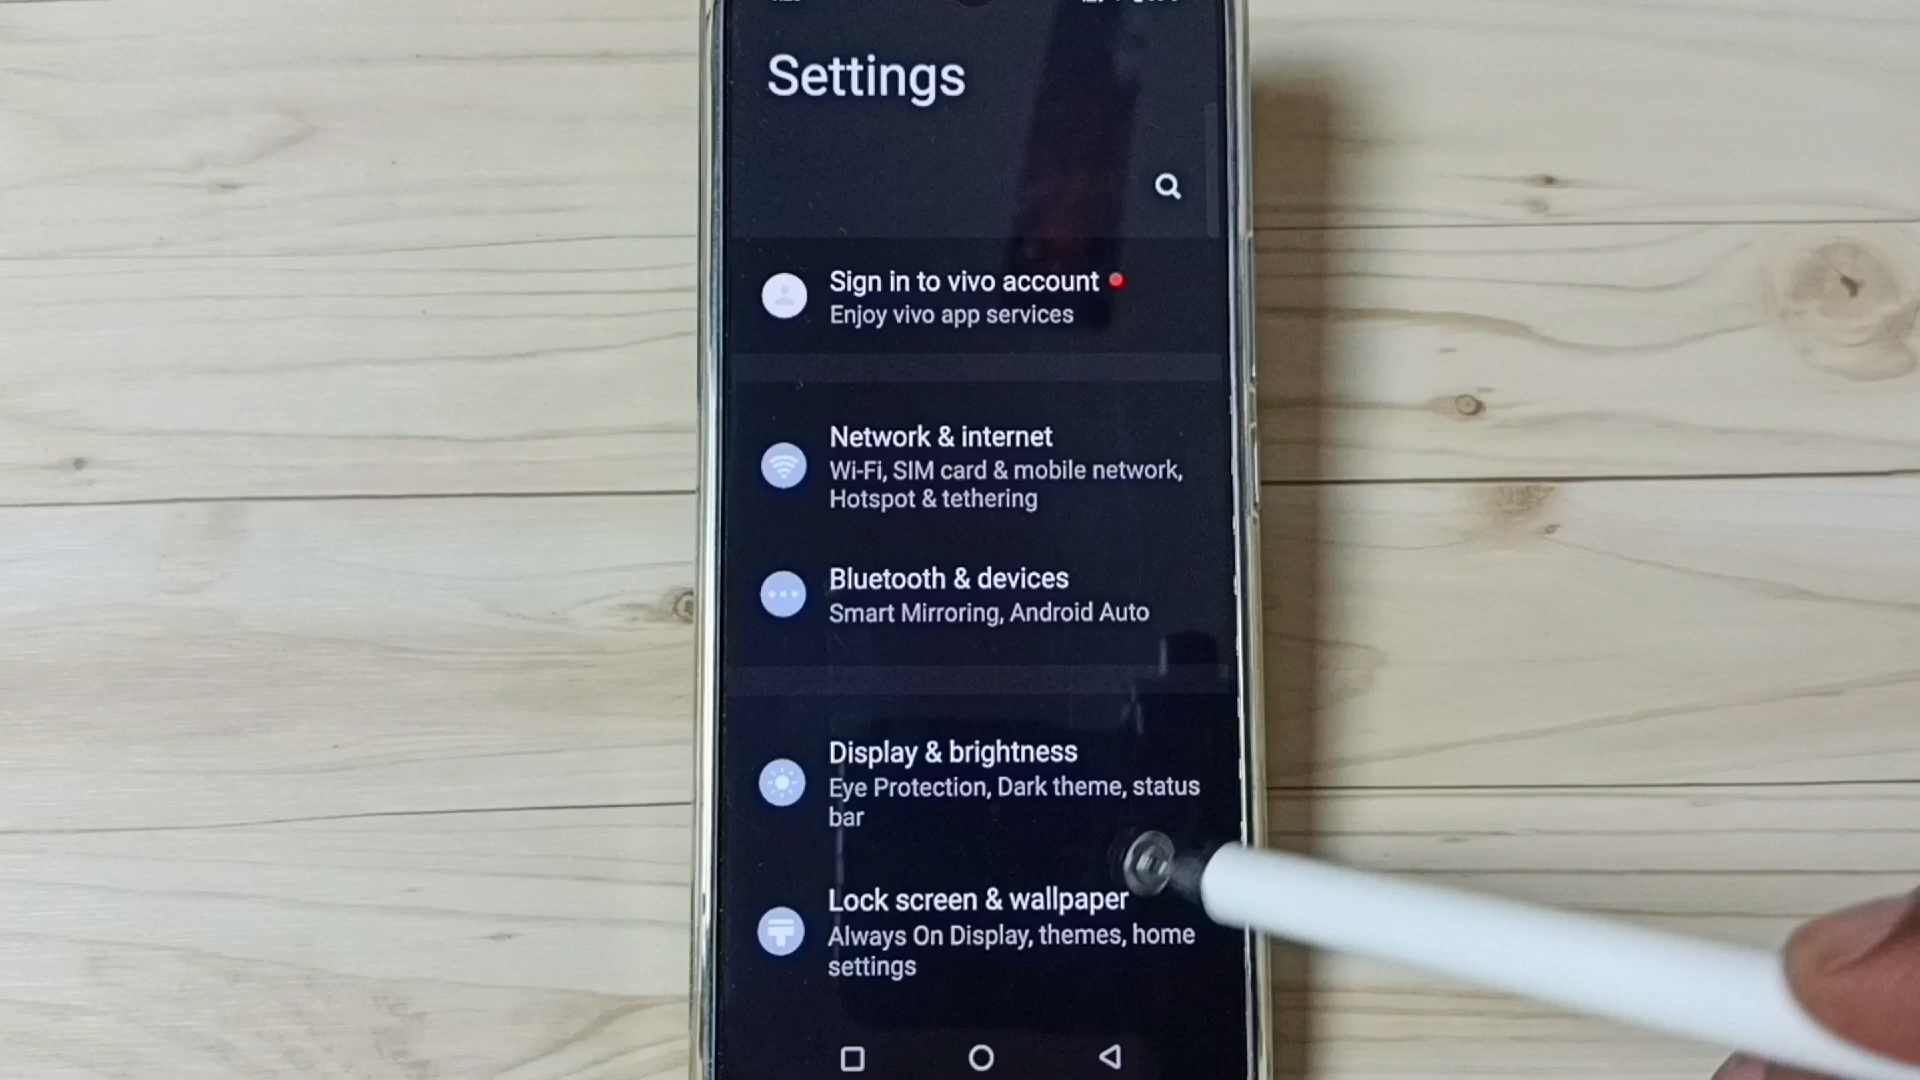 Settings
Sign in to vivo account
Enjoy vivo app services
Network & internet
Wi-Fi, SIM card & mobile network,
Hotspot & tethering
Bluetooth & devices
Smart Mirroring, Android Auto
Display & brightness
Eye Protection, Dark theme, status
bar
Lock screen & wallpaper
Always On Display, themes, home
settings